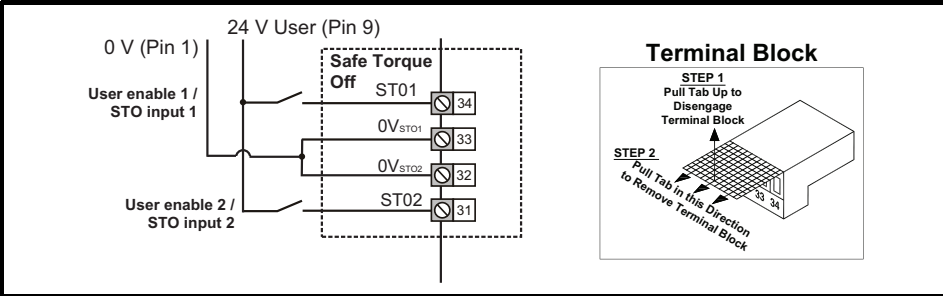 24 V User (Pin 9)
0 V (Pin 1)
Safe Torque
Off
User enable 1 /
STO input 1
ST01
34
0VSTO1
33
0VSTO2
32
User enable 2 /
STO input 2
ST02
31
Terminal Block
STEP 1
Pull Tab Up to
Disengage
Terminal Block
STEP 2
Pull Tab in this Direction
to Remove Terminal Block
33 34